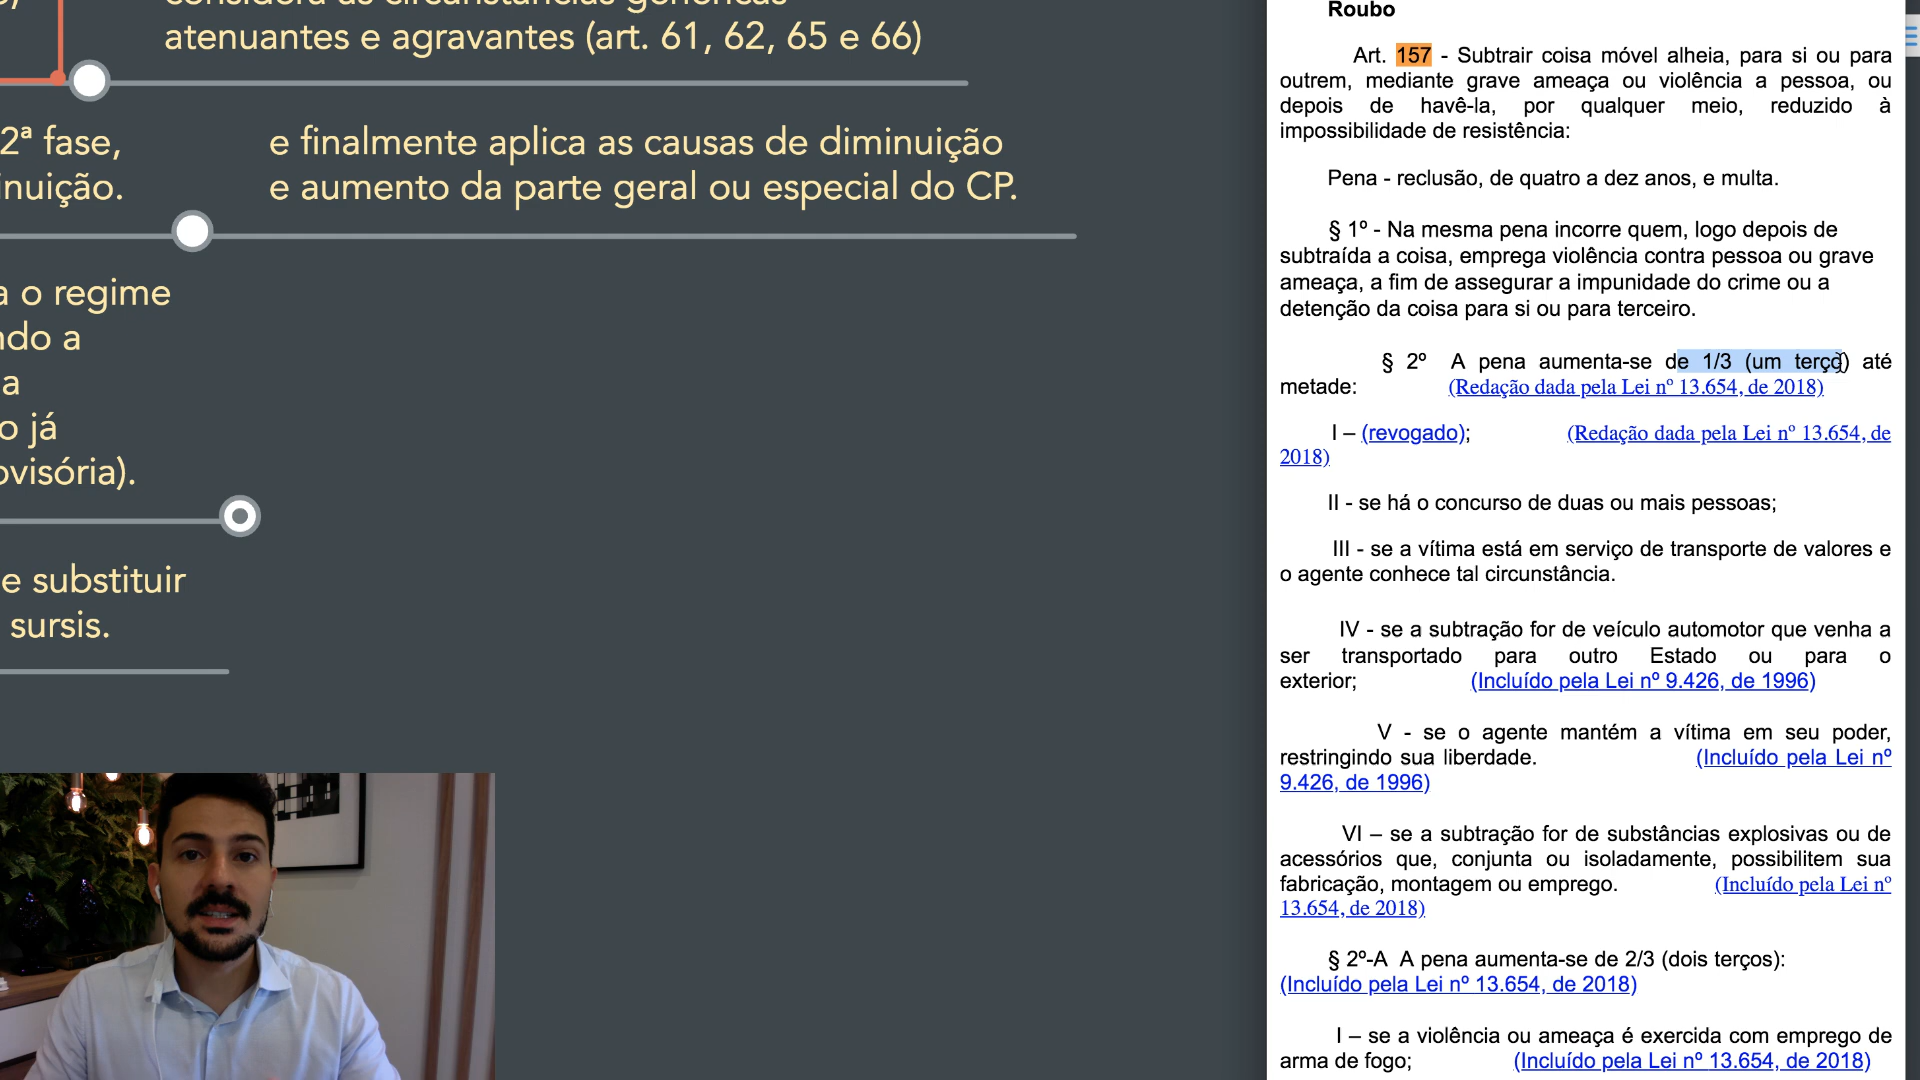 considera as circunstâncias genéricas
atenuantes e agravantes (art. 61, 62, 65 e 66)
2ª fase,
inuição.
e finalmente aplica as causas de diminuição
e aumento da parte geral ou especial do CP.
a o regime
ndo a
a
o já
ovisória).
e substituir
sursis.
Roubo
Art. 157 - Subtrair coisa móvel alheia, para si ou para
outrem, mediante grave ameaça ou violência a pessoa, ou
depois de havê-la, por qualquer meio, reduzido à
impossibilidade de resistência:
Pena - reclusão, de quatro a dez anos, e multa.
§ 1º - Na mesma pena incorre quem, logo depois de
subtraída a coisa, emprega violência contra pessoa ou grave
ameaça, a fim de assegurar a impunidade do crime ou a
detenção da coisa para si ou para terceiro.
§ 2º A pena aumenta-se de 1/3 (um terço) até
metade: (Redação dada pela Lei nº 13.654, de 2018)
I – (revogado); (Redação dada pela Lei nº 13.654, de
2018)
II - se há o concurso de duas ou mais pessoas;
III - se a vítima está em serviço de transporte de valores e
o agente conhece tal circunstância.
IV - se a subtração for de veículo automotor que venha a
ser transportado para outro Estado ou para o
exterior; (Incluído pela Lei nº 9.426, de 1996)
V - se o agente mantém a vítima em seu poder,
restringindo sua liberdade. (Incluído pela Lei nº
9.426, de 1996)
VI – se a subtração for de substâncias explosivas ou de
acessórios que, conjunta ou isoladamente, possibilitem sua
fabricação, montagem ou emprego. (Incluído pela Lei nº
13.654, de 2018)
§ 2º-A A pena aumenta-se de 2/3 (dois terços):
(Incluído pela Lei nº 13.654, de 2018)
I – se a violência ou ameaça é exercida com emprego de
arma de fogo; (Incluído pela Lei nº 13.654, de 2018)